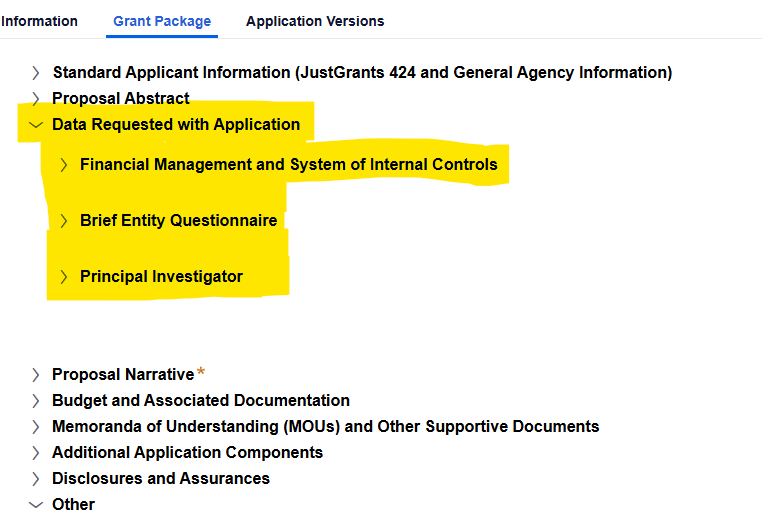 Information Grant Package Application Versions
Standard Applicant Information (JustGrants 424 and General Agency Information)
Proposal Abstract
Data Requested with Application
Financial Management and System of Internal Controls
Brief Entity Questionnaire
Principal Investigator
Proposal Narrative*
Budget and Associated Documentation
Memoranda of Understanding (MOUs) and Other Supportive Documents
Additional Application Components
Disclosures and Assurances
Other